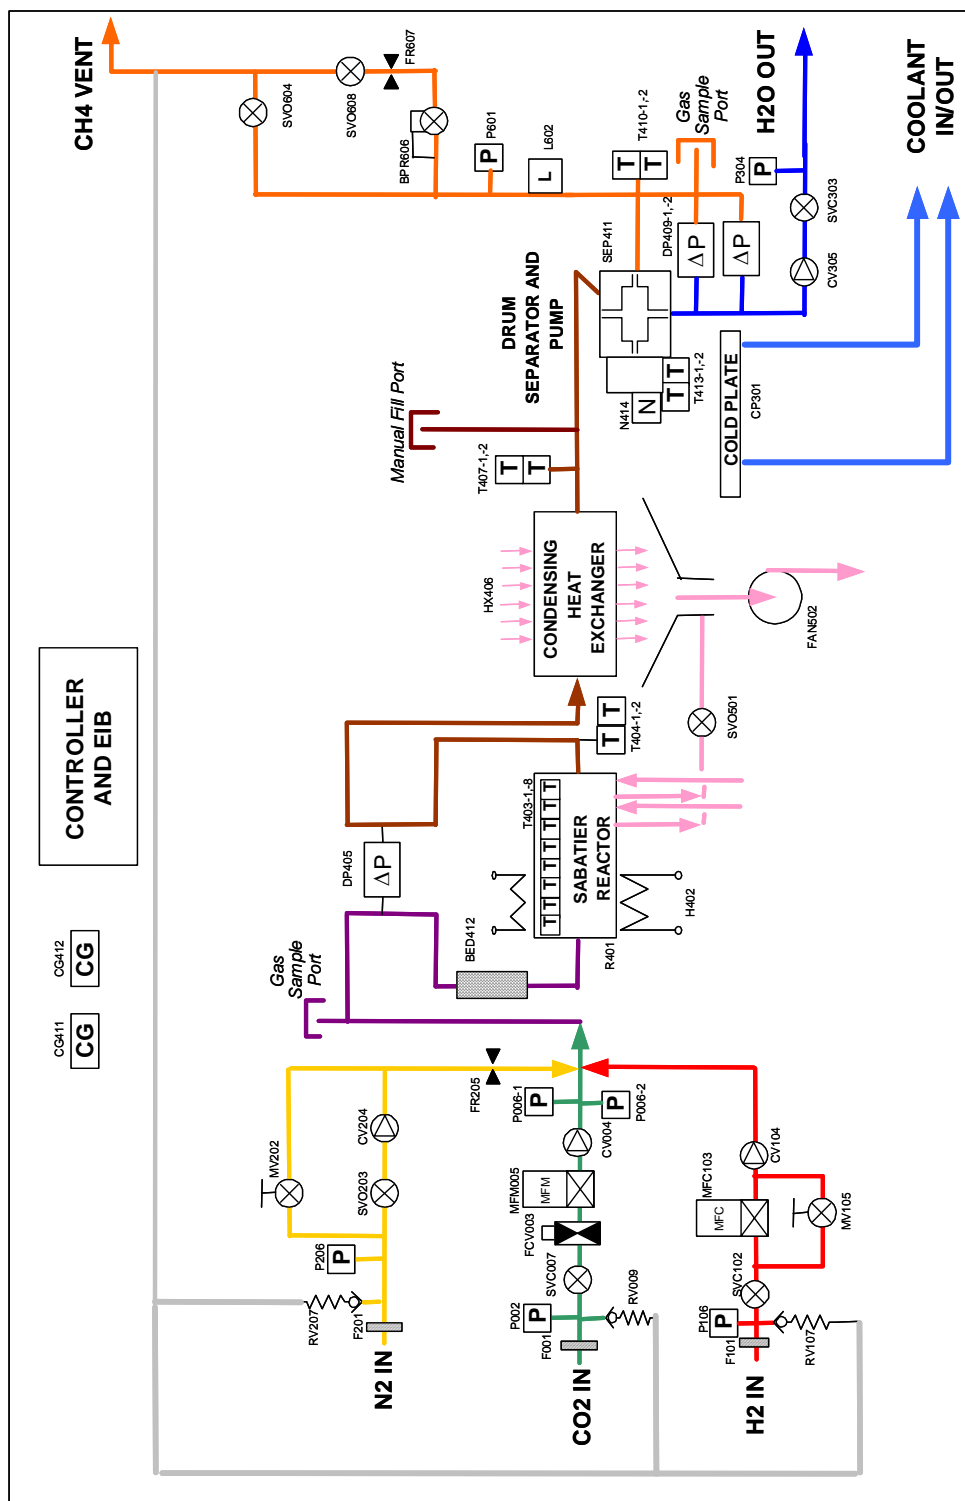 CH4 VENT
SVO604
SVO608
FR607
BPR606
P601
P
L602
L
T410-1,-2
T
T
Gas
Sample
Port
H2O OUT
P304
P
COOLANT
IN/OUT
SVC303
CV305
DP409-1,-2
ΔP
ΔP
SEP411
DRUM
SEPARATOR AND
PUMP
N414
N
T413-1,-2
T
T
COLD PLATE
CP301
Manual Fill Port
T407-1,-2
T
T
HX406
CONDENSING
HEAT
EXCHANGER
FAN502
SVO501
T404-1,-2
T
T
CONTROLLER
AND EIB
DP405
ΔP
T403-1,-8
T
T
T
T
T
T
T
T
SABATIER
REACTOR
R401
H402
BED412
CG412
CG
CG411
CG
Gas
Sample
Port
FR205
MV202
CV204
SVO203
P206
P
RV207
F201
N2 IN
P006-1
P
P006-2
P
CV004
MFM005
MFM
FCV003
SVC007
P002
P
RV009
F001
CO2 IN
CV104
MFC103
MFC
MV105
SVC102
P106
P
F101
RV107
H2 IN